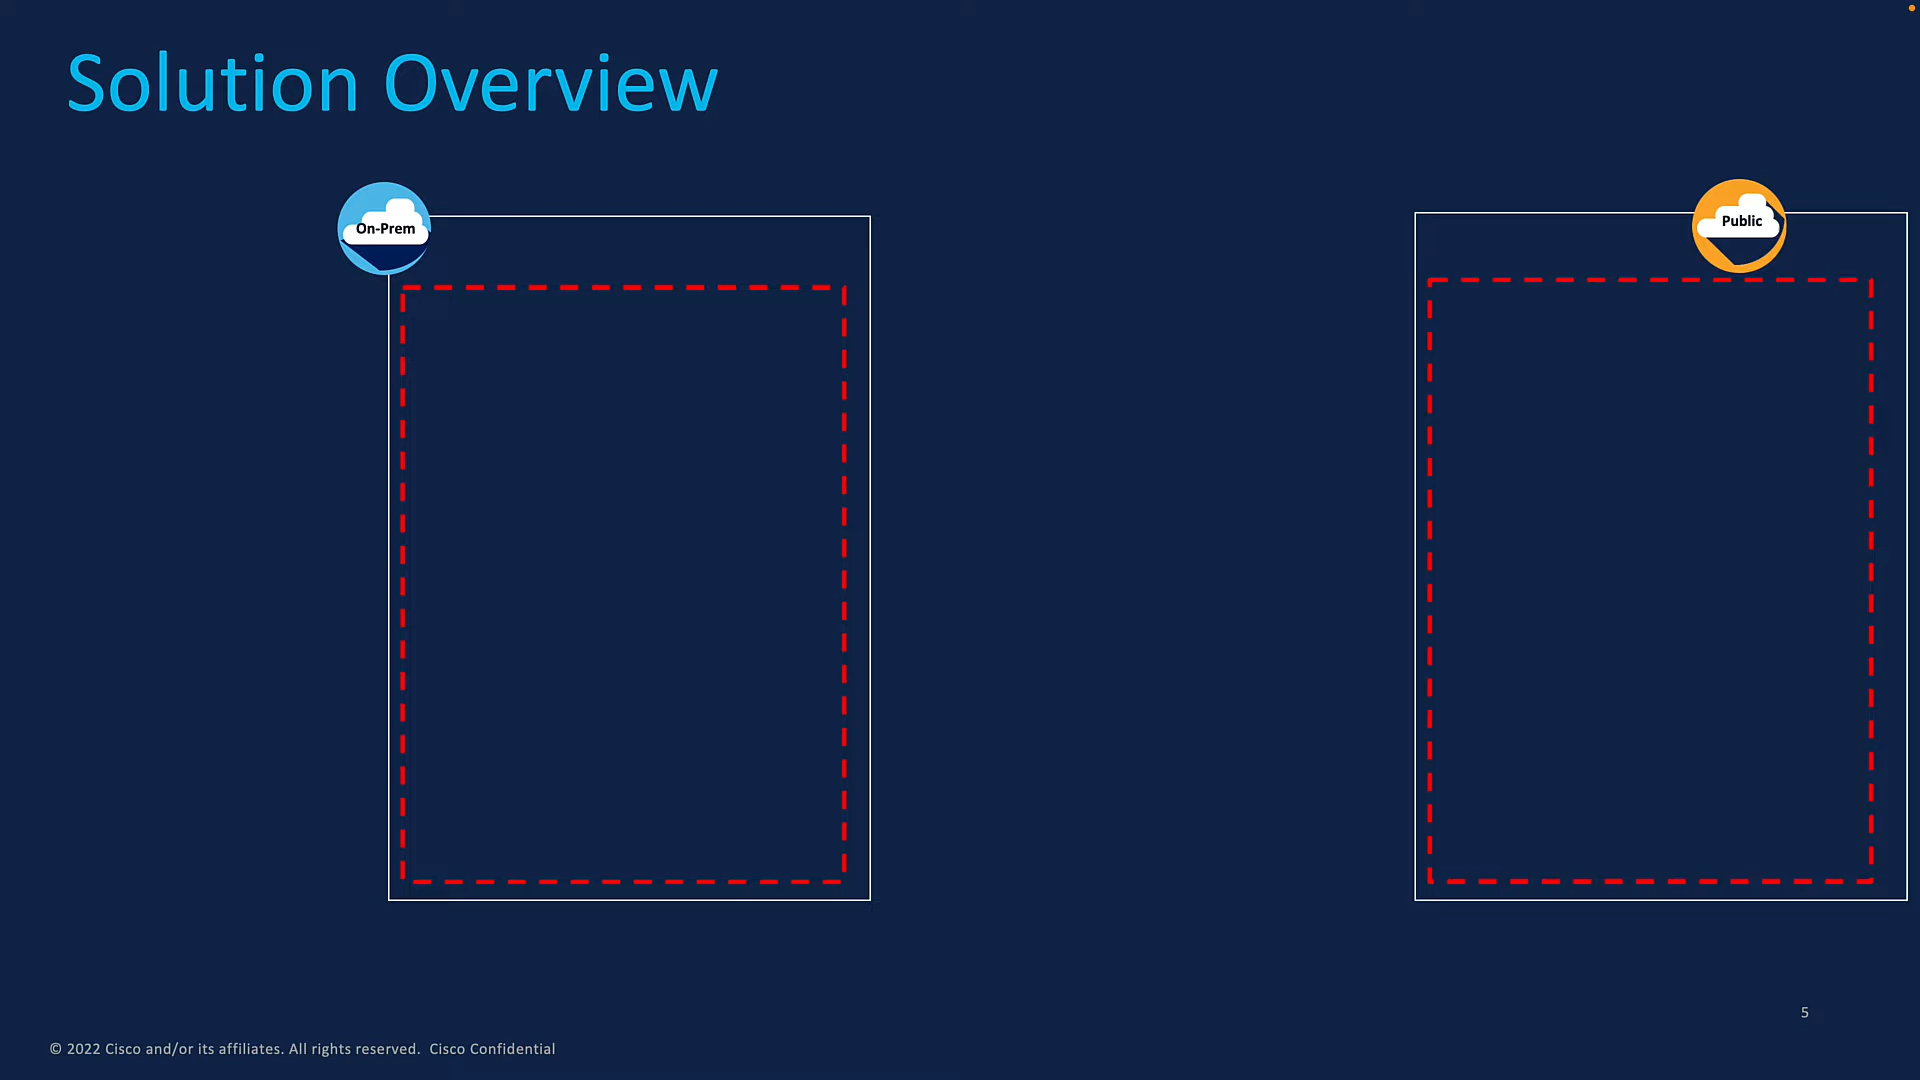 Solution Overview
On-Prem
Public
5
© 2022 Cisco and/or its affiliates. All rights reserved.  Cisco Confidential